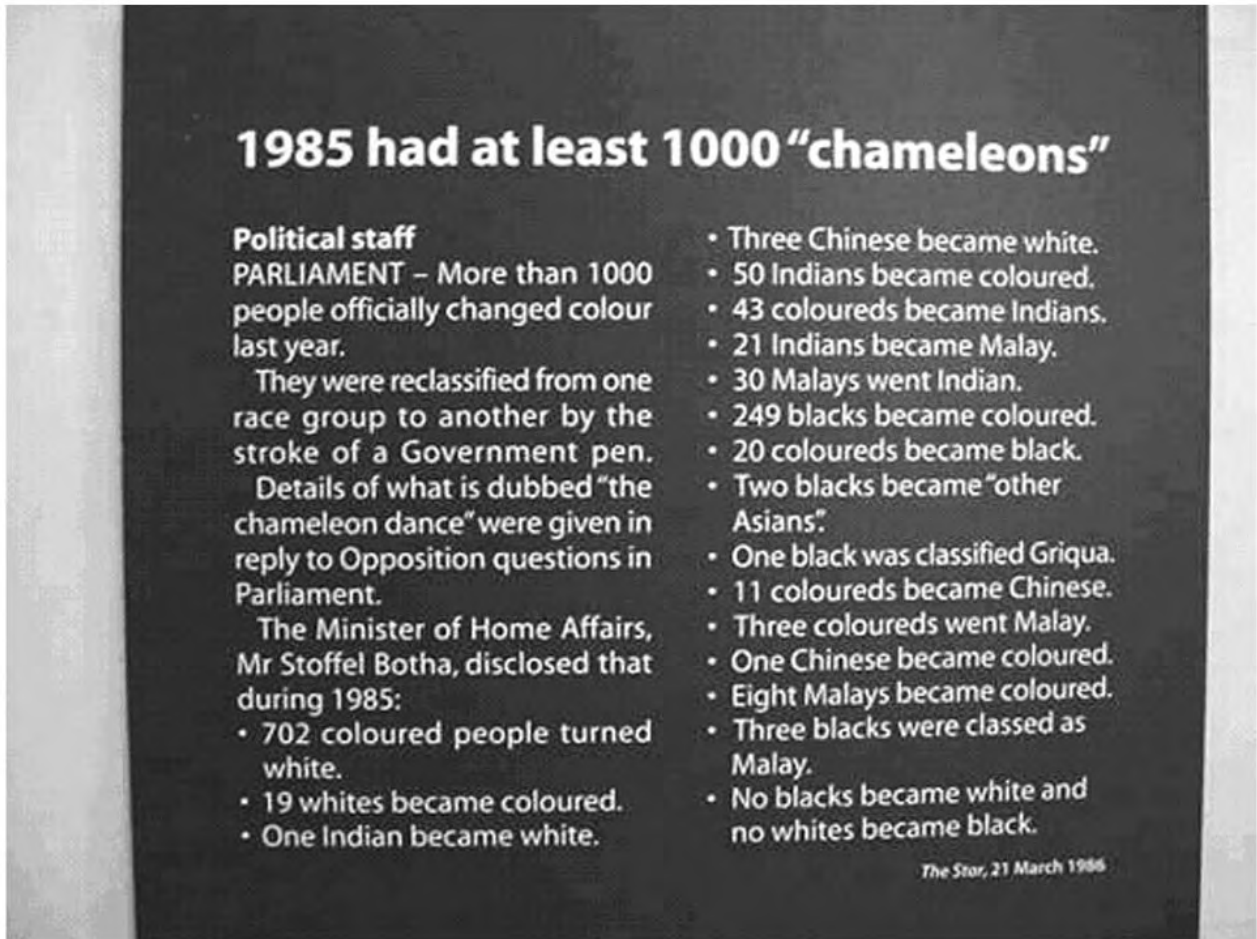 1985 had at least 1000 “chameleons”
Political staff
PARLIAMENT – More than 1000
people officially changed colour
last year.
They were reclassified from one
race group to another by the
stroke of a Government pen.
Details of what is dubbed “the
chameleon dance” were given in
reply to Opposition questions in
Parliament.
The Minister of Home Affairs,
Mr Stoffel Botha, disclosed that
during 1985:
• 702 coloured people turned
white.
• 19 whites became coloured.
• One Indian became white.
• Three Chinese became white.
• 50 Indians became coloured.
• 43 coloureds became Indians.
• 21 Indians became Malay.
• 30 Malays went Indian.
• 249 blacks became coloured.
• 20 coloureds became black.
• Two blacks became “other
Asians”.
• One black was classified Griqua.
• 11 coloureds became Chinese.
• Three coloureds went Malay.
• One Chinese became coloured.
• Eight Malays became coloured.
• Three blacks were classed as
Malay.
• No blacks became white and
no whites became black.
The Star, 21 March 1986